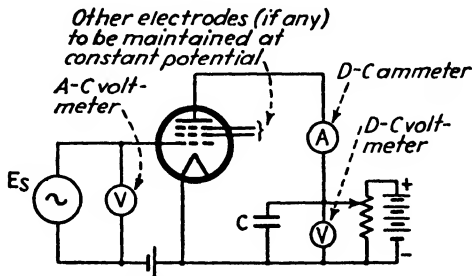 Other electrodes (if any)
to be maintained at
constant potential
A-C volt-
meter
D-C ammeter
D-C volt-
meter
A
Es
V
C
V
+
-